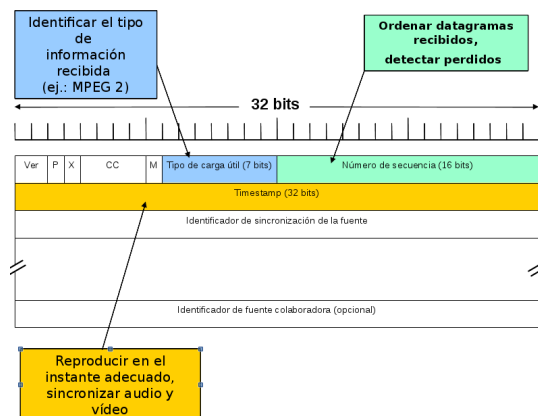 Identificar el tipo
de
información
recibida
(ej.: MPEG 2)
Ordenar datagramas
recibidos,
detectar perdidos
32 bits
Ver P X CC M Tipo de carga útil (7 bits) Número de secuencia (16 bits)
Timestamp (32 bits)
Identificador de sincronización de la fuente
Identificador de fuente colaboradora (opcional)
Reproducir en el
instante adecuado,
sincronizar audio y
vídeo